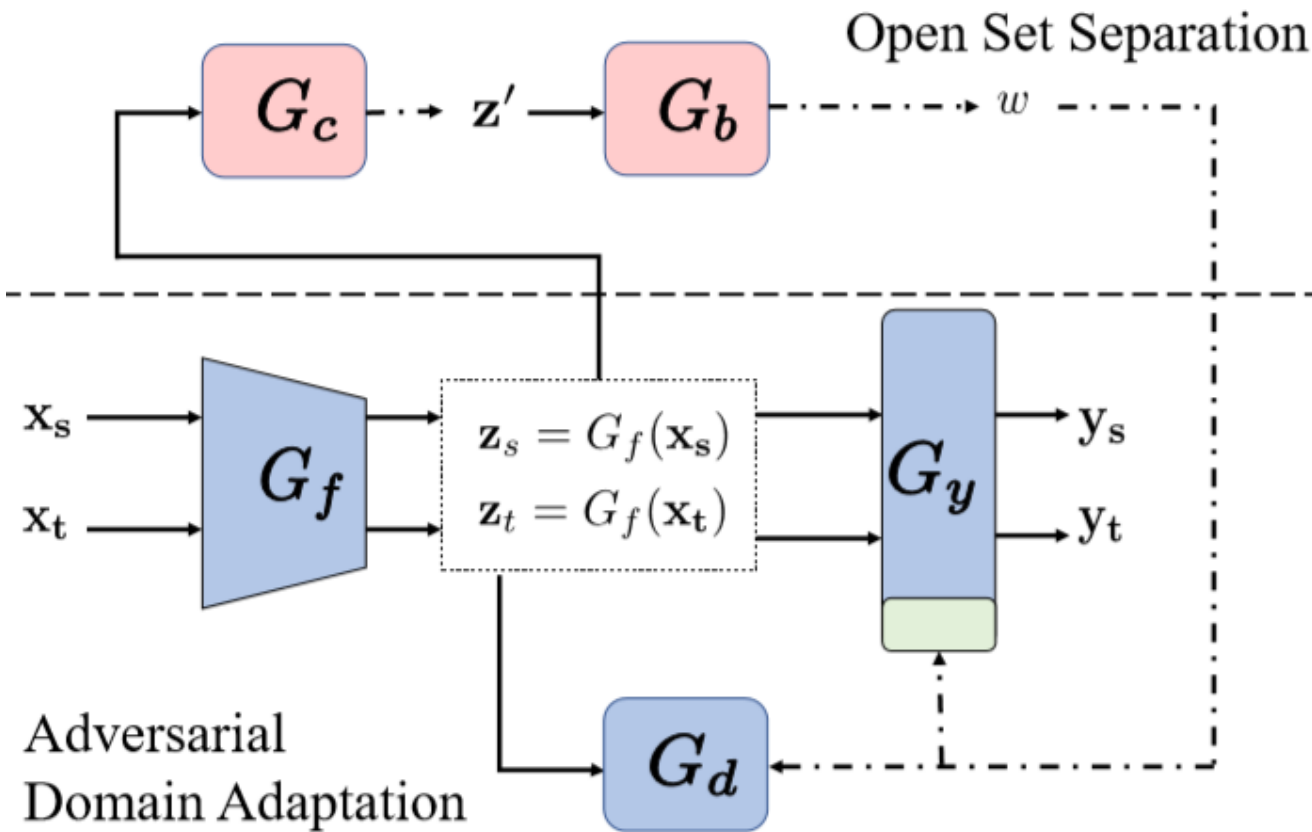 Open Set Separation
G_c
z′
G_b
w
x_s
x_t
G_f
z_s = G_f(x_s)
z_t = G_f(x_t)
G_y
y_s
y_t
Adversarial
Domain Adaptation
G_d